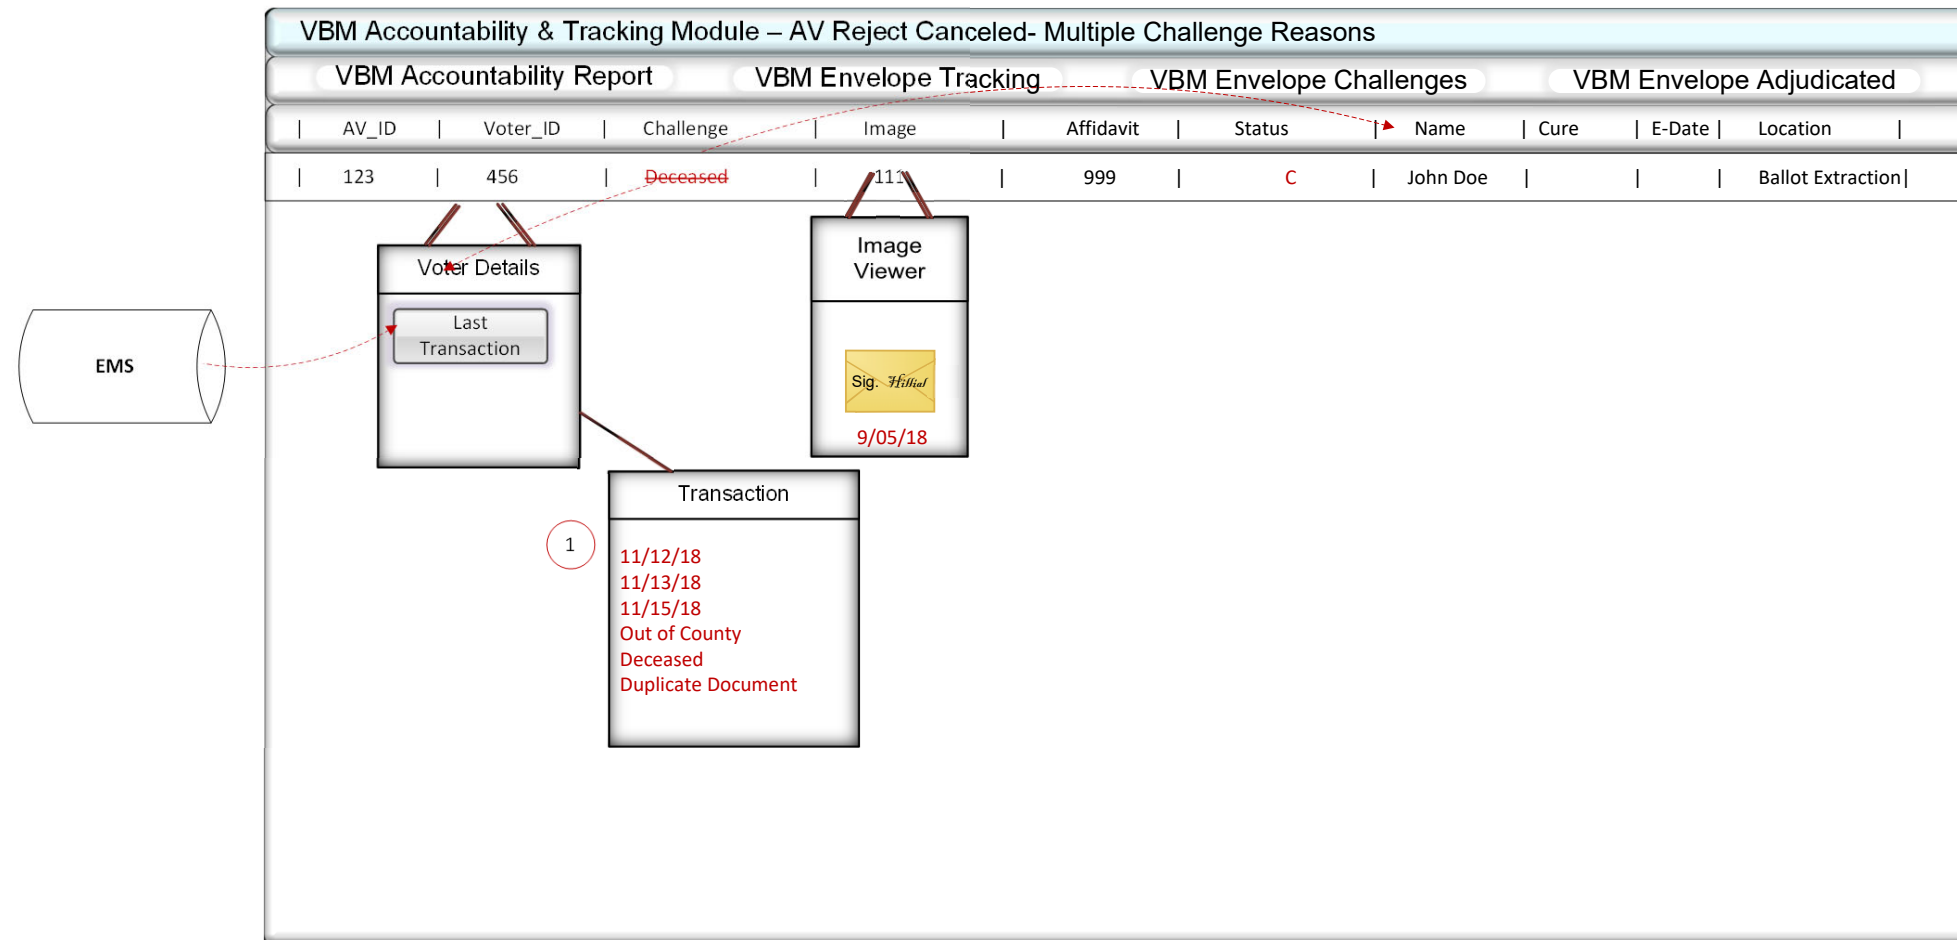 VBM Accountability & Tracking Module – AV Reject Canceled- Multiple Challenge Reasons
VBM Accountability Report VBM Envelope Tracking VBM Envelope Challenges VBM Envelope Adjudicated
| AV_ID | Voter_ID | Challenge | Image | Affidavit | Status | Name | Cure | E-Date | Location |
| 123 | 456 | Deceased | 111 | 999 | C | John Doe | | | Ballot Extraction |
Voter Details
Last
Transaction
EMS
Image
Viewer
Sig.
9/05/18
Transaction
1
11/12/18
11/13/18
11/15/18
Out of County
Deceased
Duplicate Document